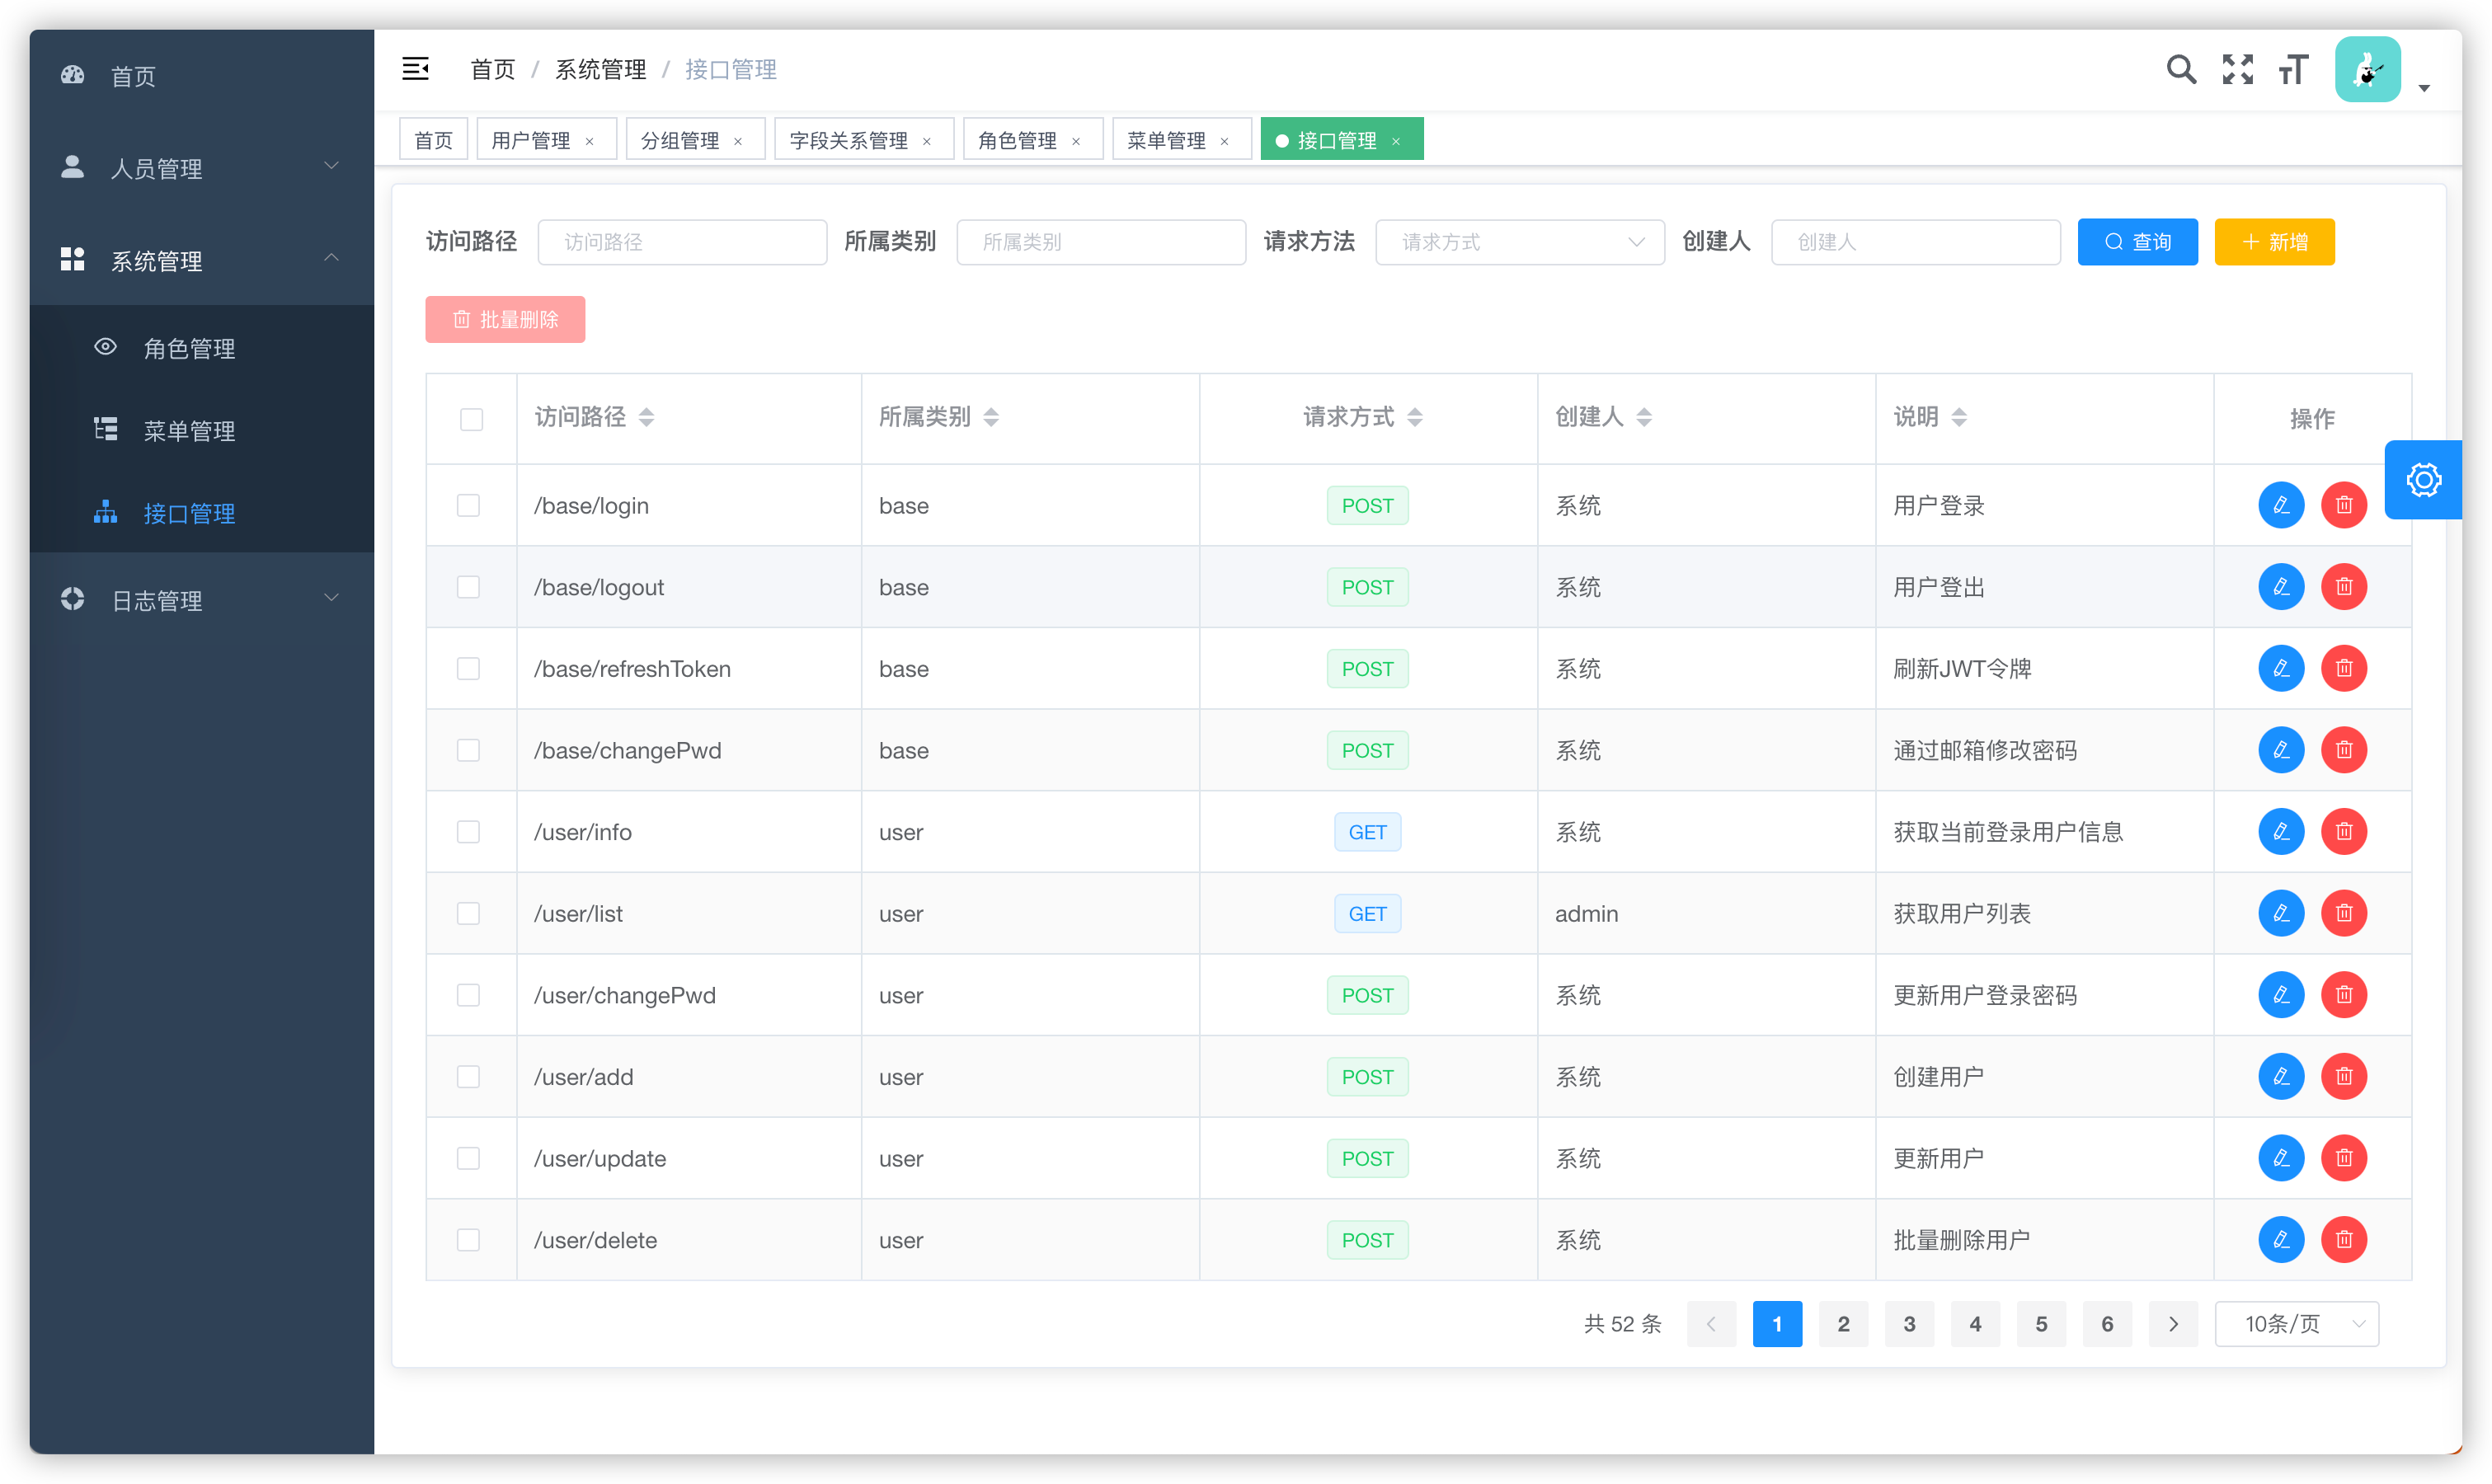 首页
人员管理
系统管理
角色管理
菜单管理
接口管理
日志管理
首页 / 系统管理 / 接口管理
首页 用户管理 × 分组管理 × 字段关系管理 × 角色管理 × 菜单管理 × 接口管理 ×
访问路径 访问路径 所属类别 所属类别 请求方法 请求方式 创建人 创建人 查询 新增
批量删除
访问路径 所属类别 请求方式 创建人 说明 操作
/base/login base POST 系统 用户登录
/base/logout base POST 系统 用户登出
/base/refreshToken base POST 系统 刷新JWT令牌
/base/changePwd base POST 系统 通过邮箱修改密码
/user/info user GET 系统 获取当前登录用户信息
/user/list user GET admin 获取用户列表
/user/changePwd user POST 系统 更新用户登录密码
/user/add user POST 系统 创建用户
/user/update user POST 系统 更新用户
/user/delete user POST 系统 批量删除用户
共 52 条 1 2 3 4 5 6 10条/页